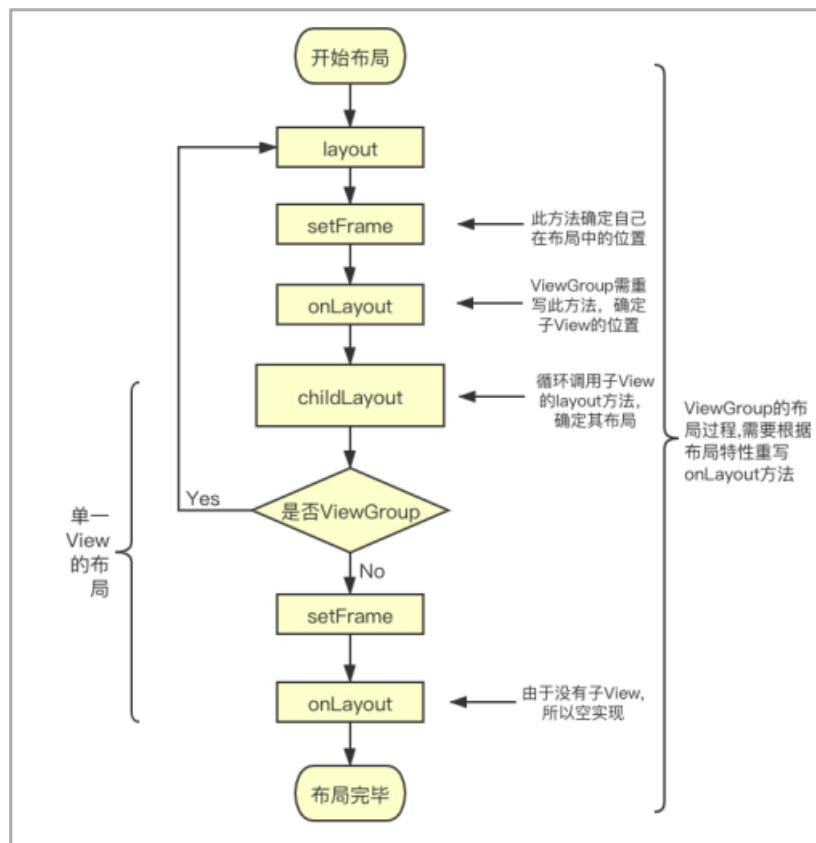 开始布局
layout
setFrame
此方法确定自己
在布局中的位置
onLayout
ViewGroup需重
写此方法，确定
子View的位置
childLayout
循环调用子View
的layout方法，
确定其布局
ViewGroup的布
局过程,需要根据
布局特性重写
onLayout方法
是否ViewGroup
Yes
No
单一
View
的布
局
setFrame
onLayout
由于没有子View，
所以空实现
布局完毕